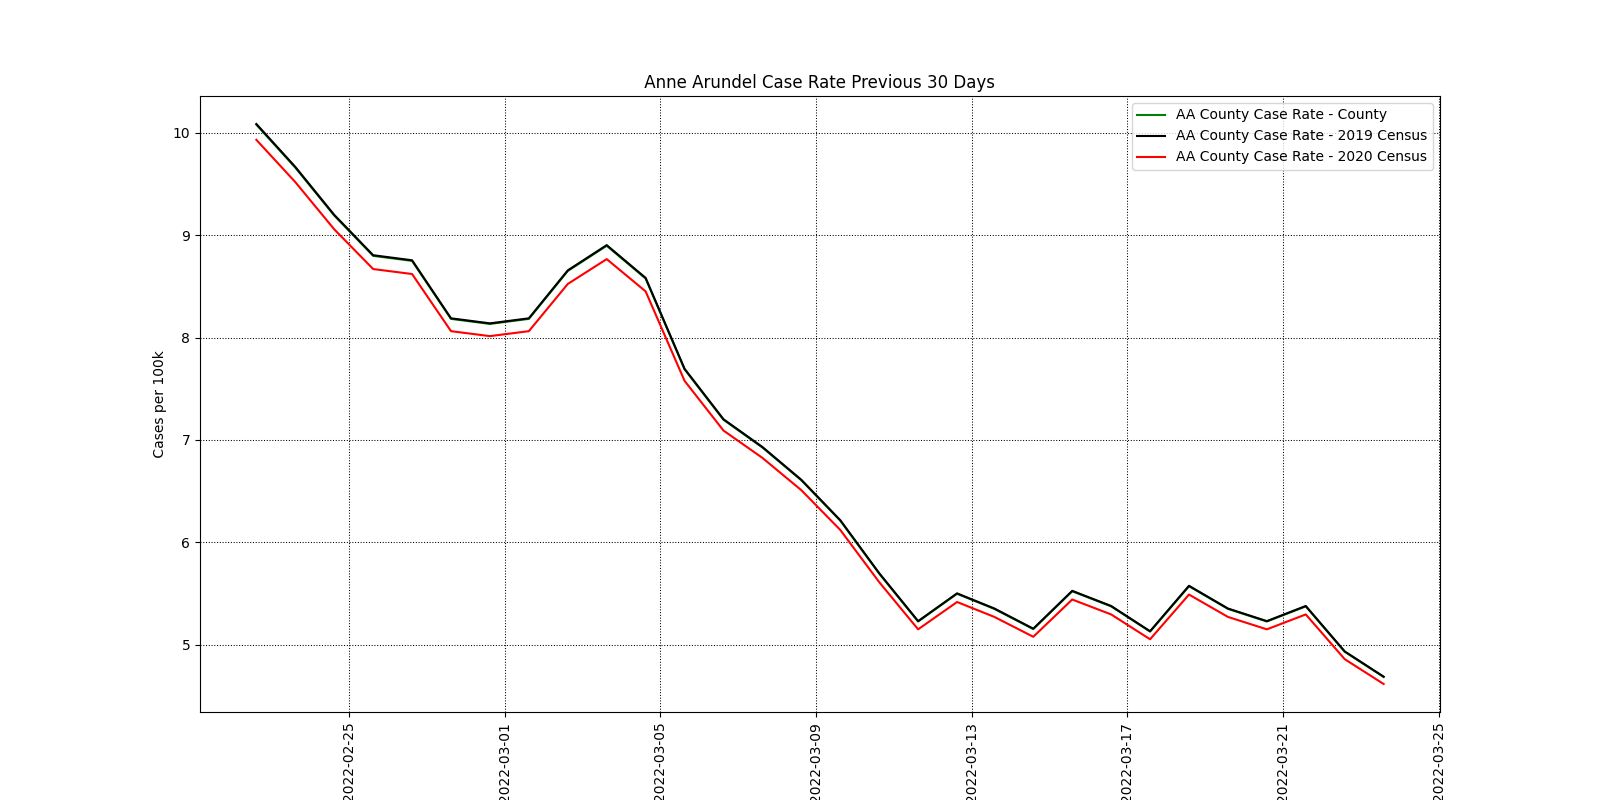 Anne Arundel Case Rate Previous 30 Days
AA County Case Rate - County
AA County Case Rate - 2019 Census
AA County Case Rate - 2020 Census
Cases per 100k
10
9
8
7
6
5
2022-02-25
2022-03-01
2022-03-05
2022-03-09
2022-03-13
2022-03-17
2022-03-21
2022-03-25